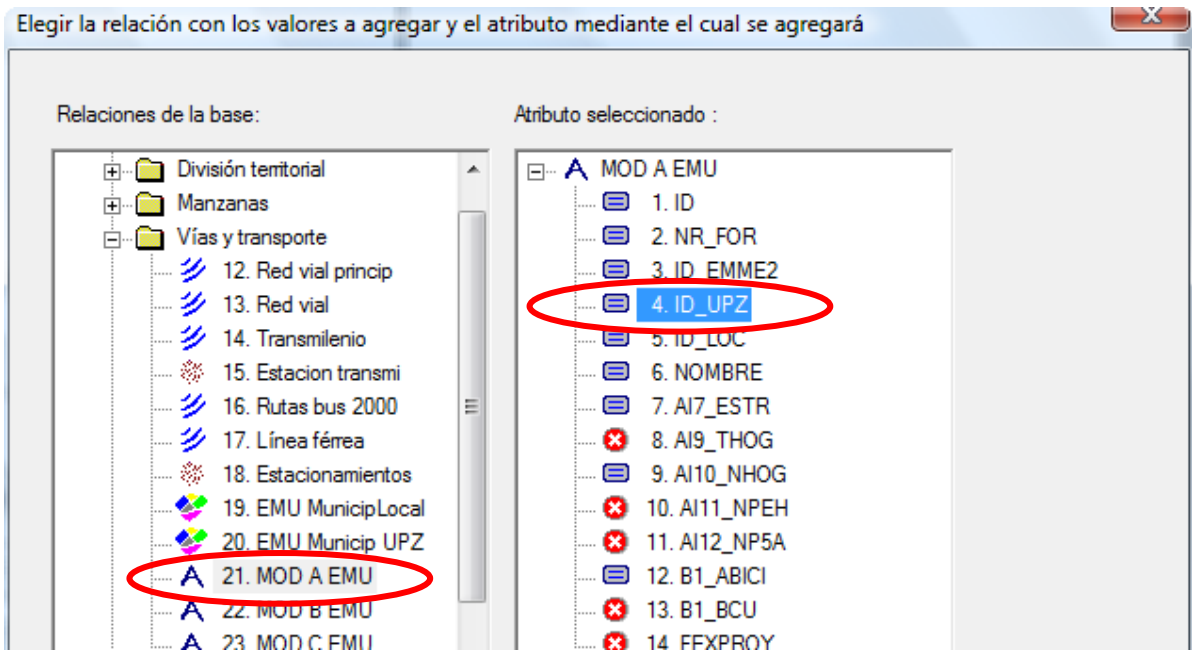 Elegir la relación con los valores a agregar y el atributo mediante el cual se agregará
Relaciones de la base:
División territorial
Manzanas
Vías y transporte
12. Red vial princip
13. Red vial
14. Transmilenio
15. Estacion transmi
16. Rutas bus 2000
17. Línea férrea
18. Estacionamientos
19. EMU MunicipLocal
20. EMU Municip UPZ
21. MOD A EMU
22. MOD B EMU
23. MOD C EMU
Atributo seleccionado :
MOD A EMU
1. ID
2. NR_FOR
3. ID_EMME2
4. ID_UPZ
5. ID_LOC
6. NOMBRE
7. AI7_ESTR
8. AI9_THOG
9. AI10_NHOG
10. AI11_NPEH
11. AI12_NP5A
12. B1_ABICI
13. B1_BCU
14. FEXPROY